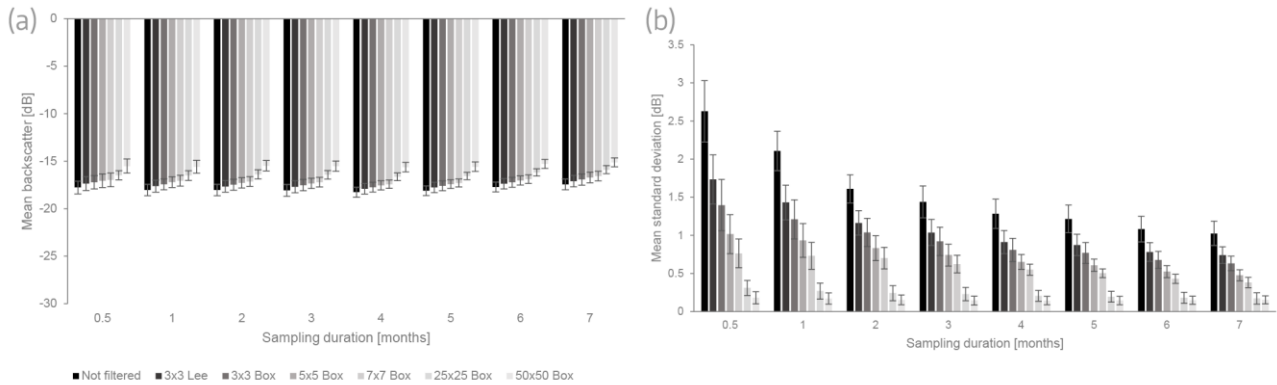 (a)
0
-5
-10
-15
-20
-25
-30
Mean backscatter [dB]
0.5 1 2 3 4 5 6 7
Sampling duration [months]
Not filtered 3x3 Lee 3x3 Box 5x5 Box 7x7 Box 25x25 Box 50x50 Box
(b)
3.5
3
2.5
2
1.5
1
0.5
0
Mean standard deviation [dB]
0.5 1 2 3 4 5 6 7
Sampling duration [months]